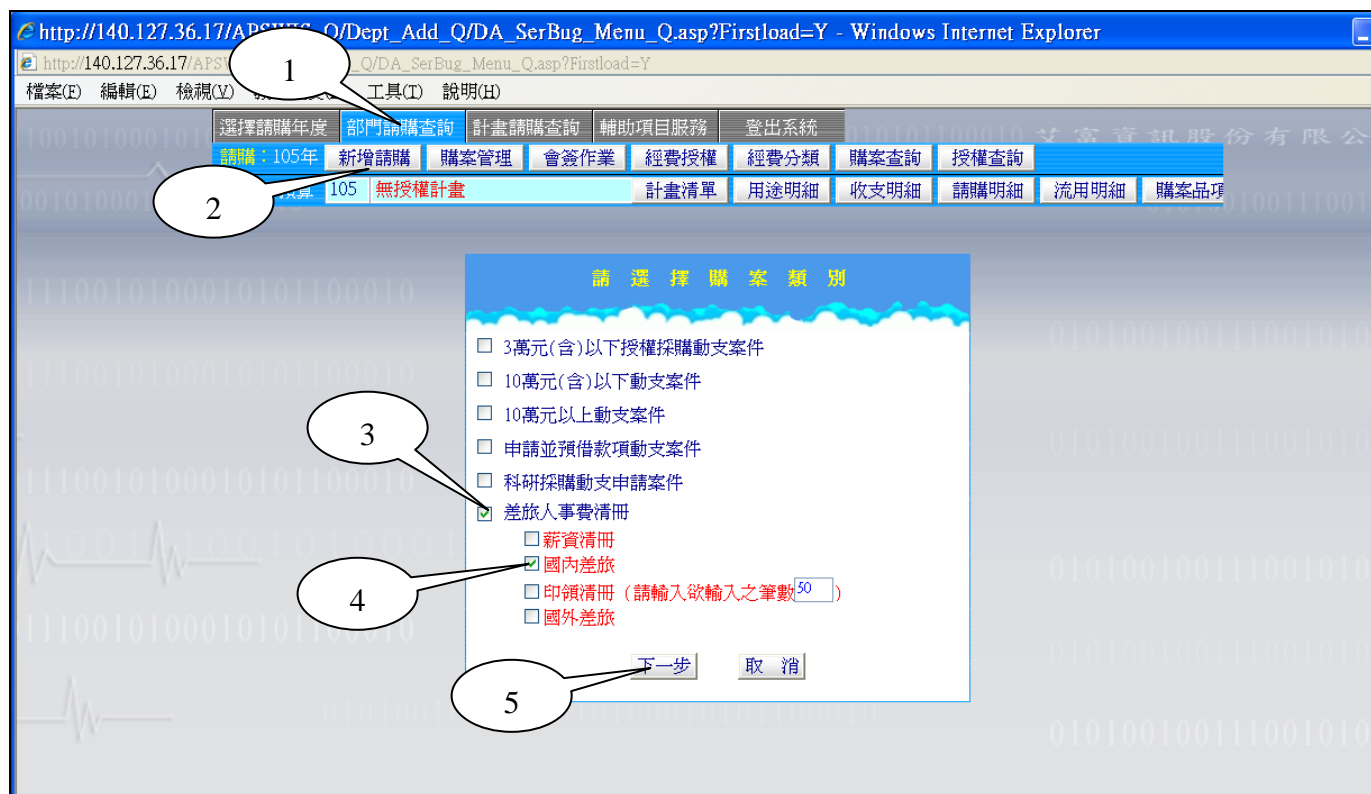 http://140.127.36.17/APSWIS_Q/Dept_Add_Q/DA_SerBug_Menu_Q.asp?Firstload=Y - Windows Internet Explorer
http://140.127.36.17/APS _Q/DA_SerBug_Menu_Q.asp?Firstload=Y
檔案(F) 編輯(E) 檢視(V) 工具(T) 說明(H)
1
選擇請購年度 部門請購查詢 計畫請購查詢 輔助項目服務 登出系統
艾富資訊股份有限公
請購：105年 新增請購 購案管理 會簽作業 經費授權 經費分類 購案查詢 授權查詢
2
預算 105 無授權計畫 計畫清單 用途明細 收支明細 請購明細 流用明細 購案品項
請選擇購案類別
3萬元(含)以下授權採購動支案件
10萬元(含)以下動支案件
10萬元以上動支案件
3
申請並預借款項動支案件
科研採購動支申請案件
差旅人事費清冊
薪資清冊
國內差旅
4
印領清冊（請輸入欲輸入之筆數50）
國外差旅
下一步 取 消
5